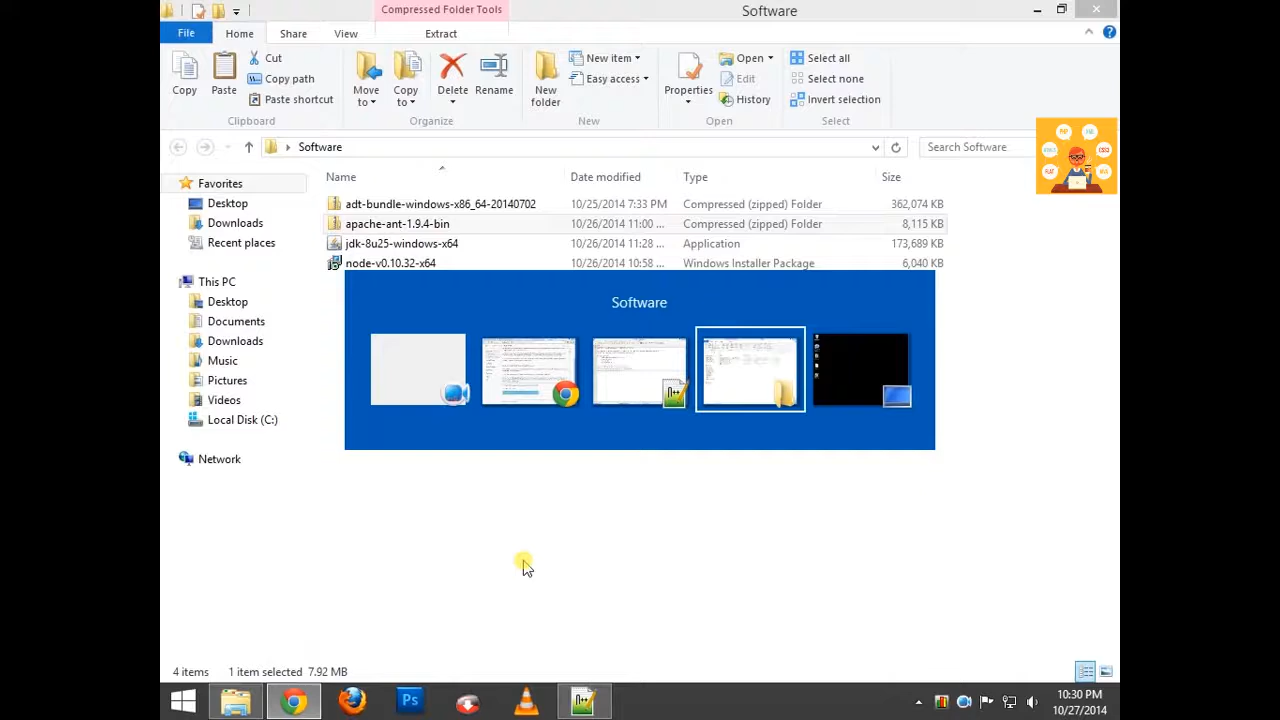 Compressed Folder Tools
Software
File
Home
Share
View
Extract
Copy
Paste
Cut
Copy path
Paste shortcut
Clipboard
Move to
Copy to
Delete
Rename
Organize
New folder
New item
Easy access
New
Properties
Open
Edit
History
Open
Select all
Select none
Invert selection
Select
Software
Search Software
Name
Date modified
Type
Size
adt-bundle-windows-x86_64-20140702 10/25/2014 7:33 PM Compressed (zipped) Folder 362,074 KB
apache-ant-1.9.4-bin 10/26/2014 11:00 ... Compressed (zipped) Folder 8,115 KB
jdk-8u25-windows-x64 10/26/2014 11:28 ... Application 173,689 KB
node-v0.10.32-x64 10/26/2014 10:58 ... Windows Installer Package 6,040 KB
Favorites
Desktop
Downloads
Recent places
This PC
Desktop
Documents
Downloads
Music
Pictures
Videos
Local Disk (C:)
Network
Software
4 items 1 item selected 7.92 MB
Ps
10:30 PM
10/27/2014